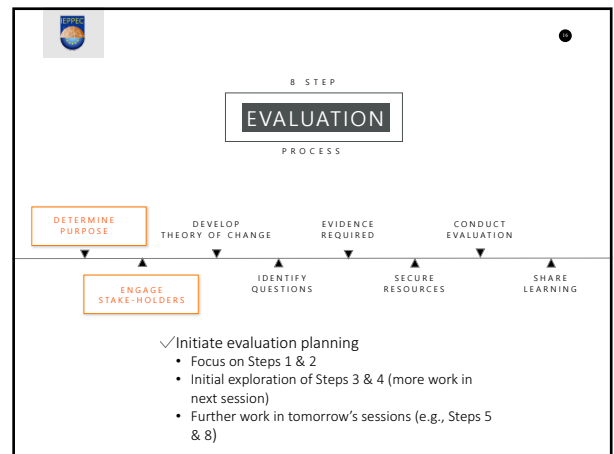 IEPPEC
16
8 STEP
EVALUATION
PROCESS
DETERMINE
PURPOSE
DEVELOP
THEORY OF CHANGE
EVIDENCE
REQUIRED
CONDUCT
EVALUATION
ENGAGE
STAKE-HOLDERS
IDENTIFY
QUESTIONS
SECURE
RESOURCES
SHARE
LEARNING
✓Initiate evaluation planning
• Focus on Steps 1 & 2
• Initial exploration of Steps 3 & 4 (more work in
next session)
• Further work in tomorrow's sessions (e.g., Steps 5
& 8)